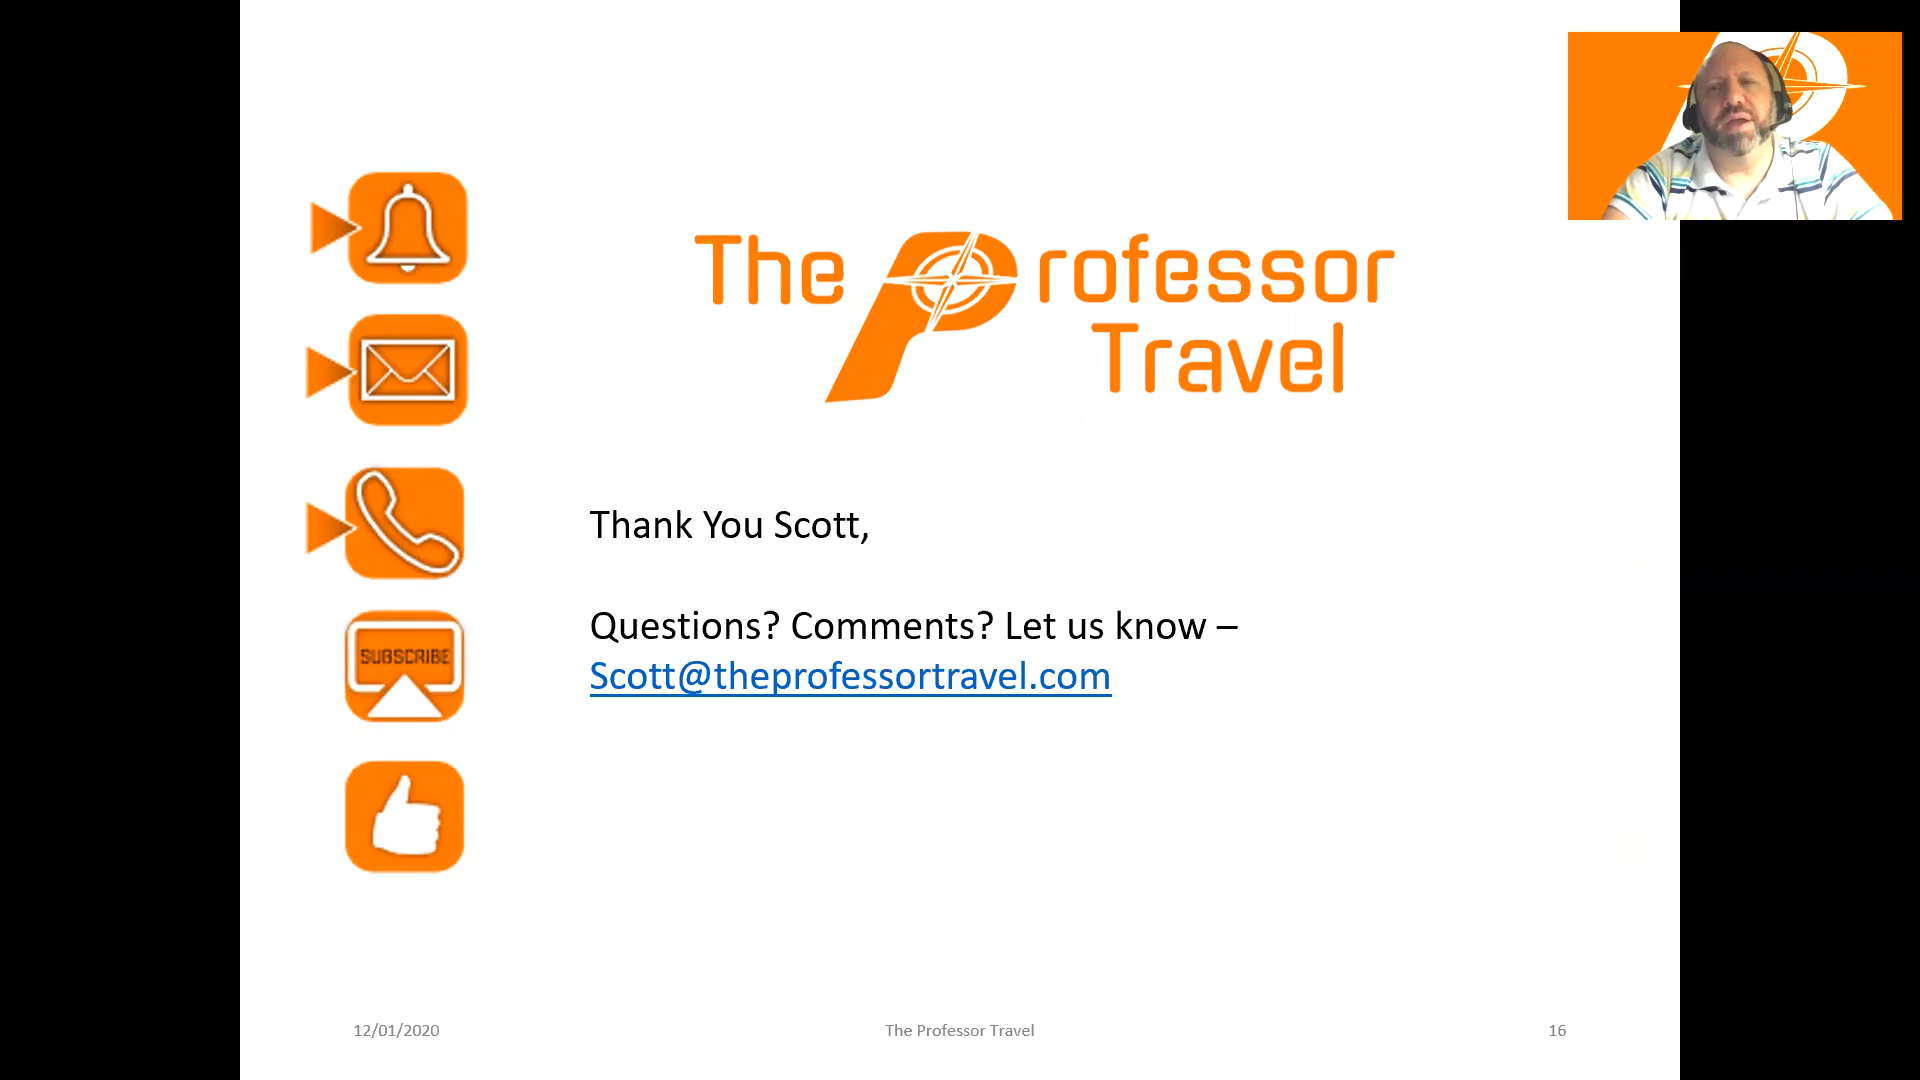 The Professor
Travel
SUBSCRIBE
Thank You Scott,
Questions? Comments? Let us know –
Scott@theprofessortravel.com
12/01/2020
The Professor Travel
16